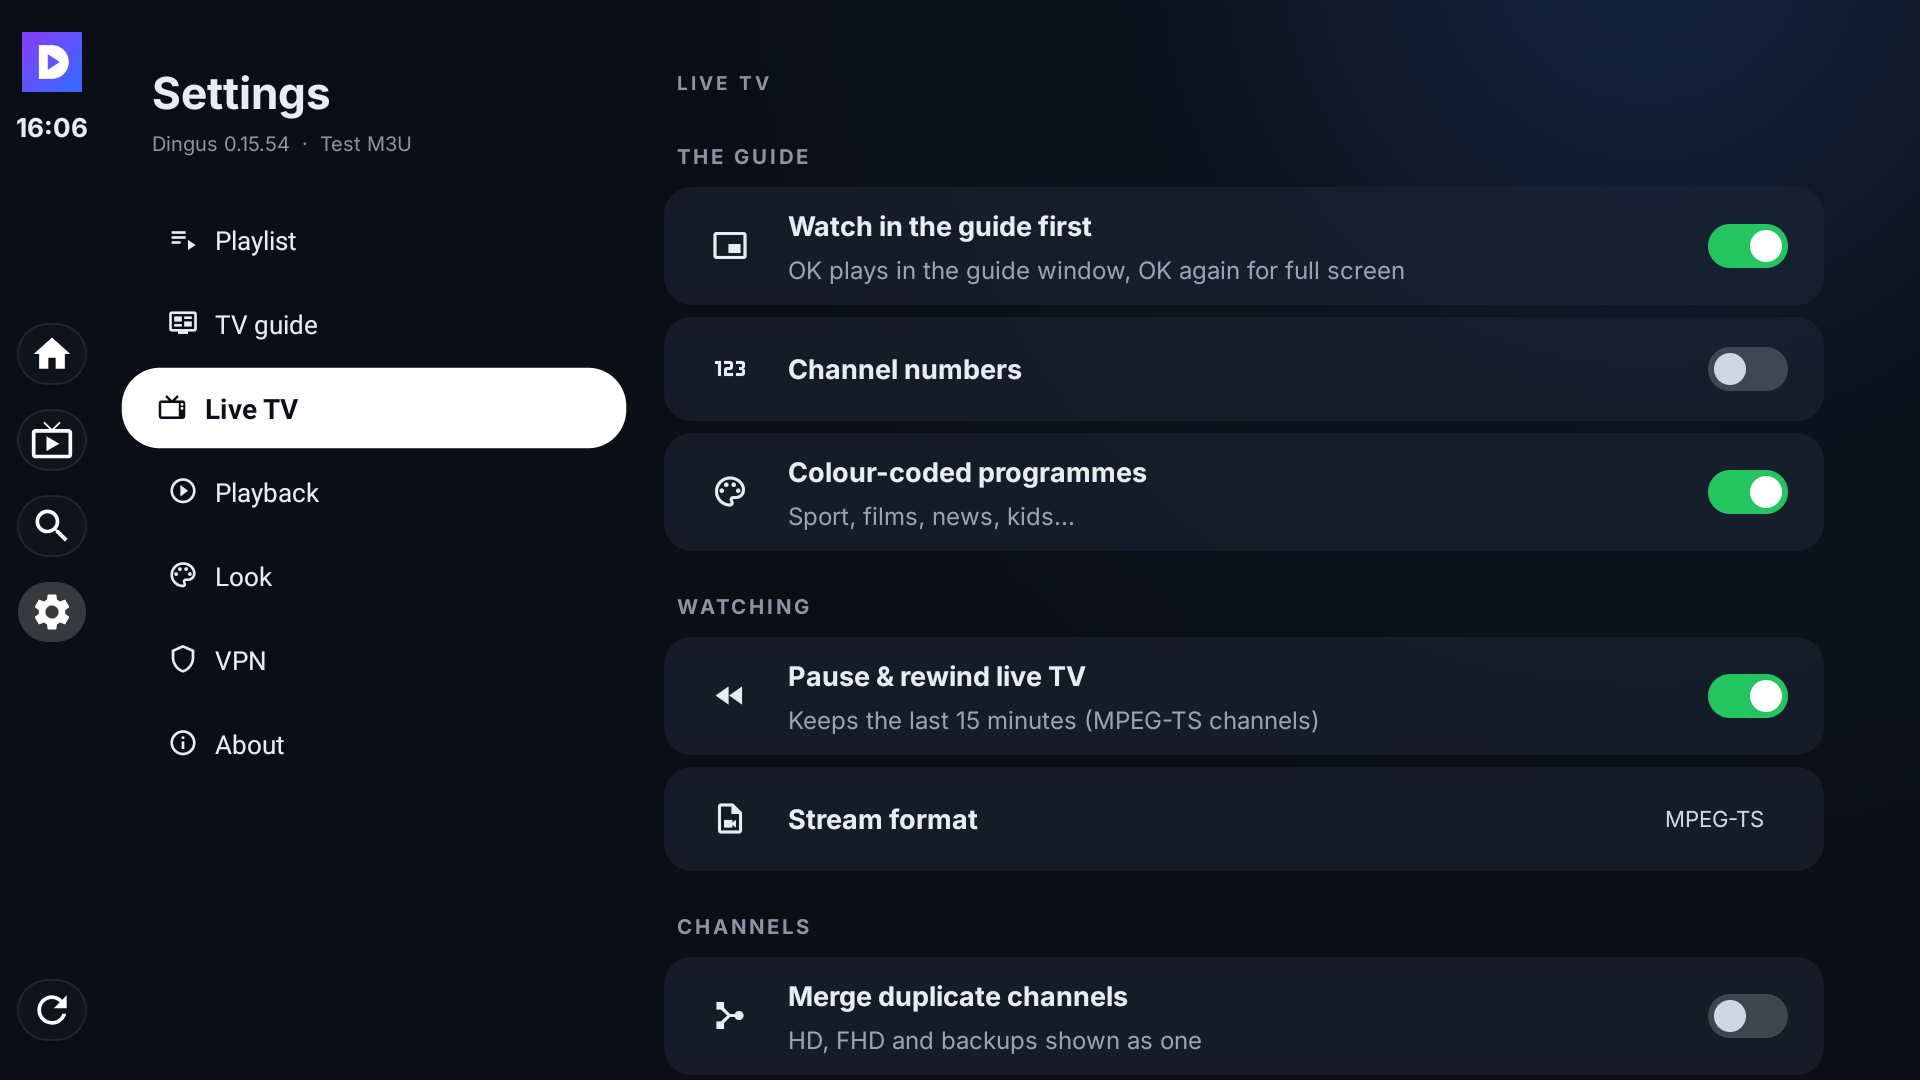 16:06
Settings
Dingus 0.15.54 · Test M3U
Playlist
TV guide
Live TV
Playback
Look
VPN
About
LIVE TV
THE GUIDE
Watch in the guide first
OK plays in the guide window, OK again for full screen
123
Channel numbers
Colour-coded programmes
Sport, films, news, kids...
WATCHING
Pause & rewind live TV
Keeps the last 15 minutes (MPEG-TS channels)
Stream format
MPEG-TS
CHANNELS
Merge duplicate channels
HD, FHD and backups shown as one